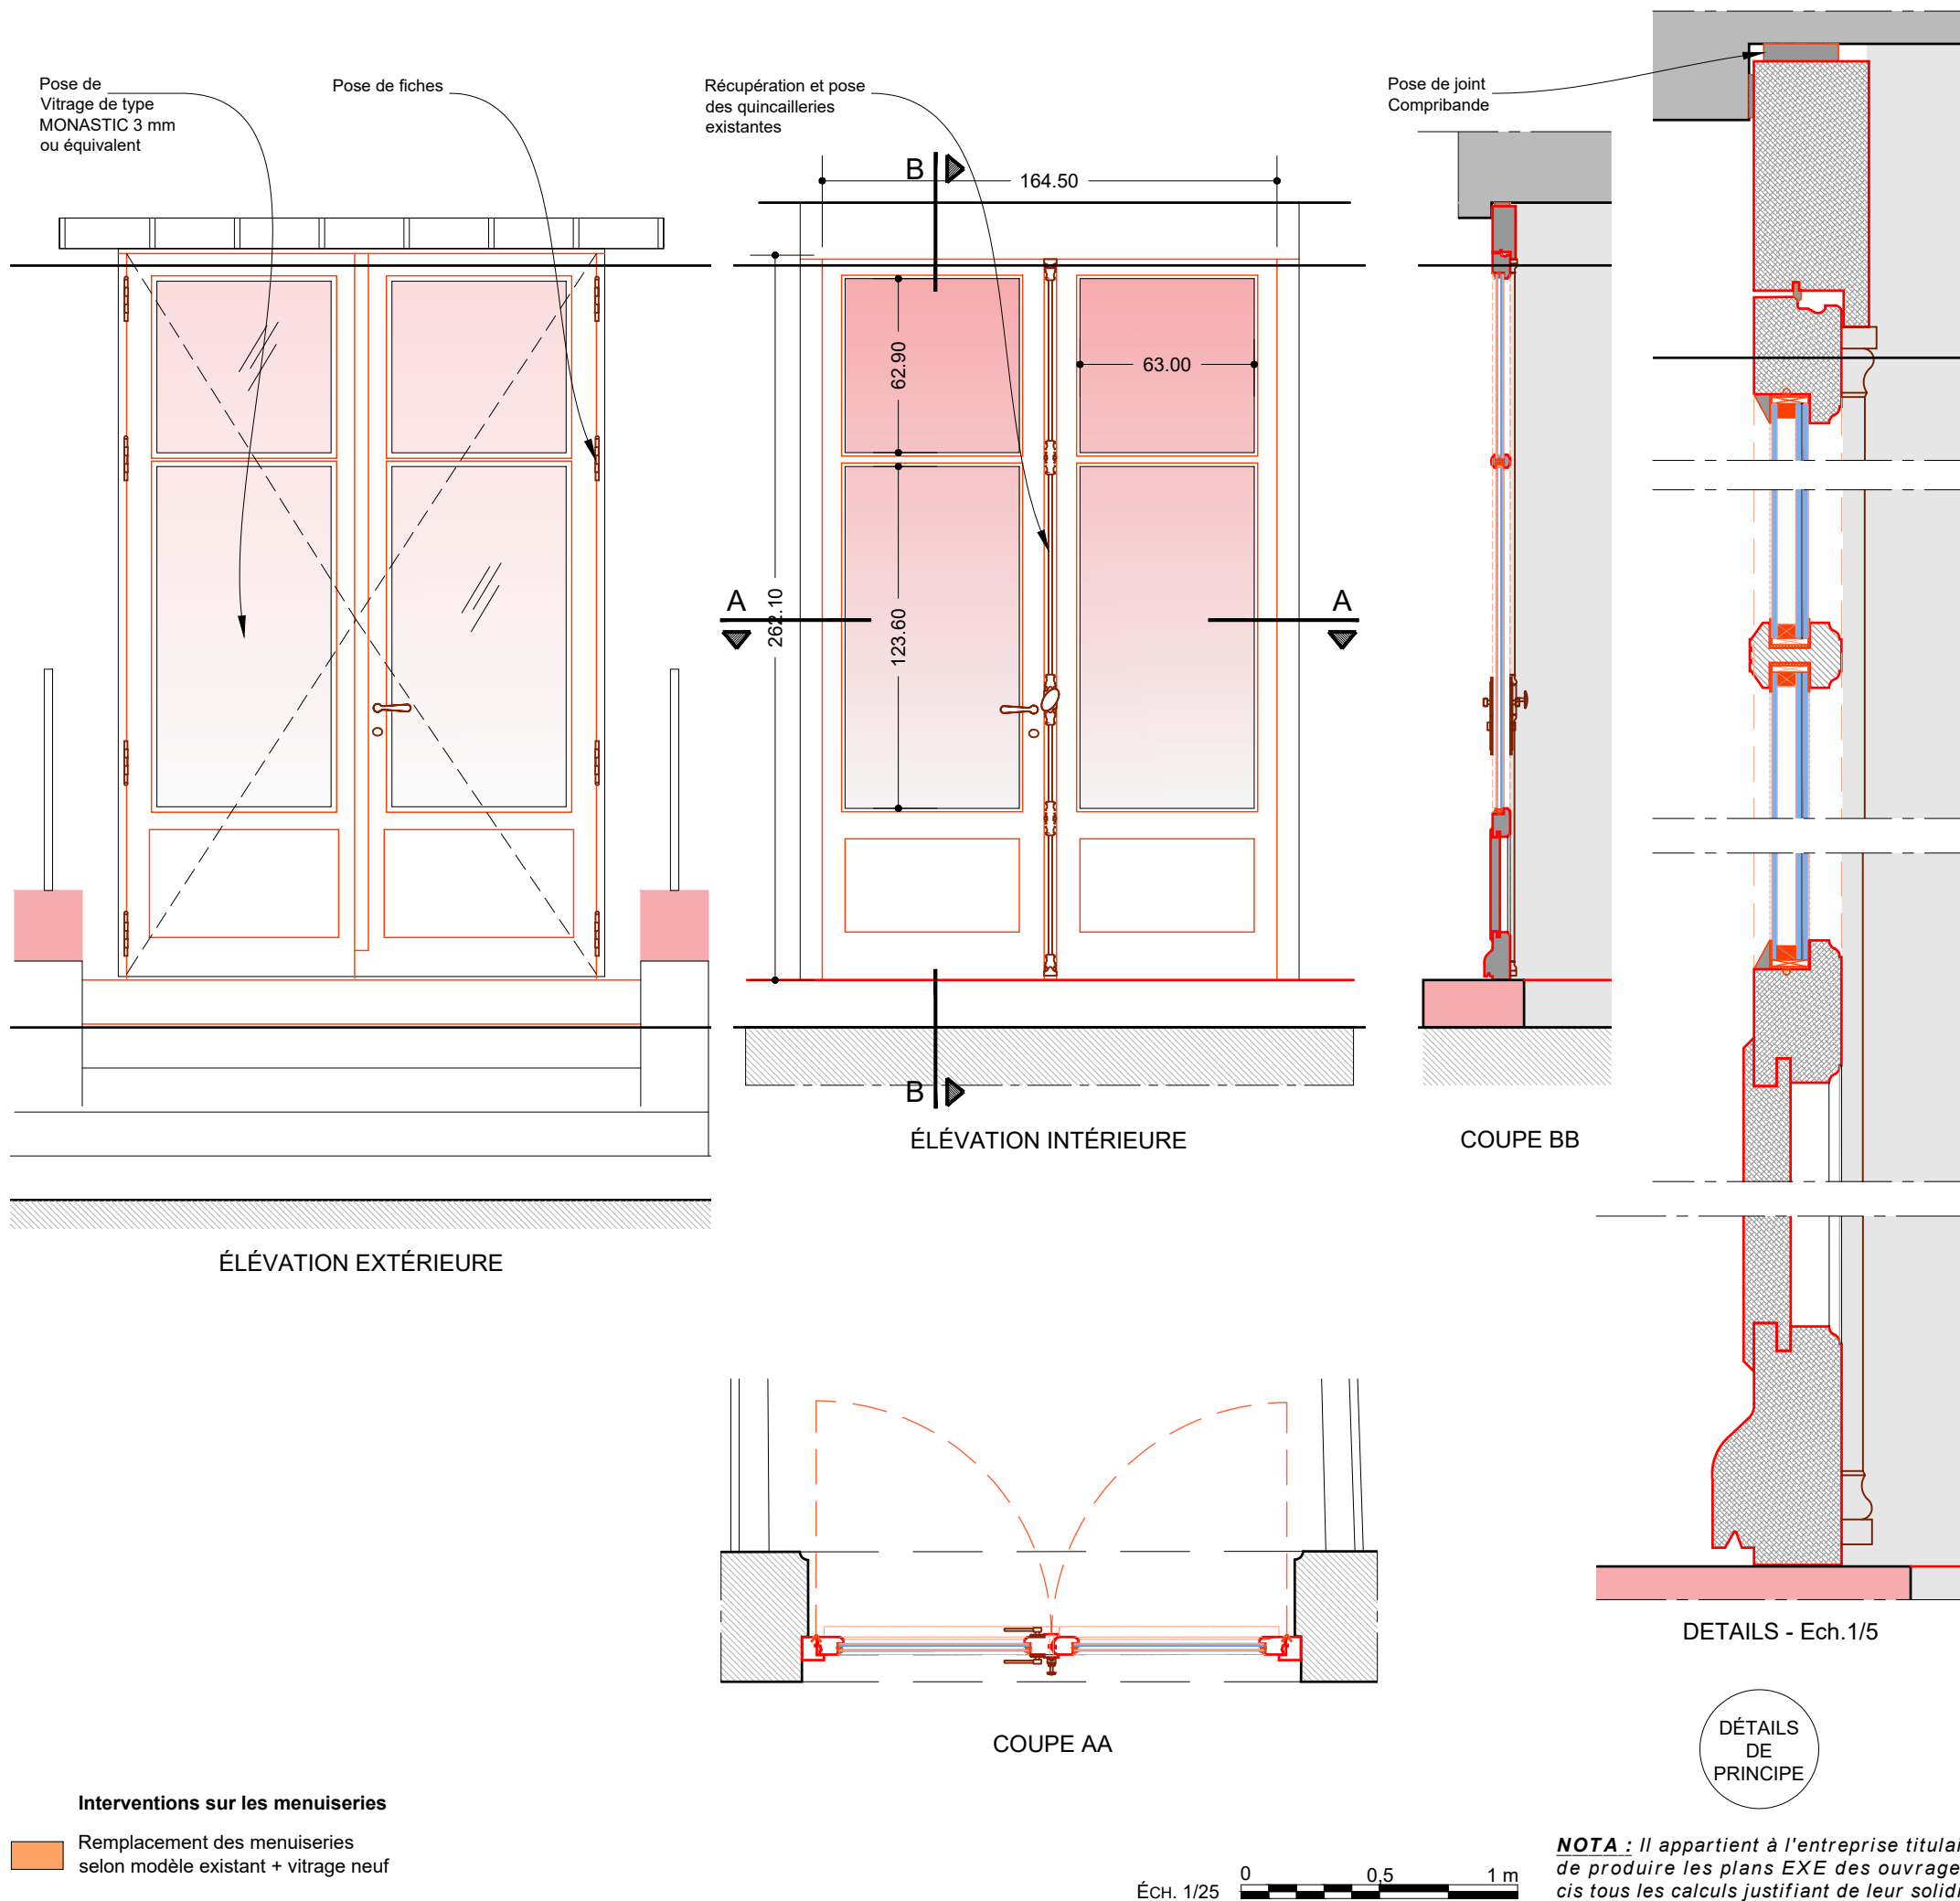 Pose de
Vitrage de type
MONASTIC 3 mm
ou équivalent
Pose de fiches
Récupération et pose
des quincailleries
existantes
Pose de joint
Compribande
B
164.50
62.90
63.00
A
A
262.10
123.60
B
ÉLÉVATION INTÉRIEURE
COUPE BB
ÉLÉVATION EXTÉRIEURE
DETAILS - Ech.1/5
COUPE AA
DÉTAILS
DE
PRINCIPE
Interventions sur les menuiseries
Remplacement des menuiseries
selon modèle existant + vitrage neuf
ÉCH. 1/25
0 0,5 1 m
NOTA : Il appartient à l'entreprise titulai
de produire les plans EXE des ouvrage
cis tous les calculs justifiant de leur solidi